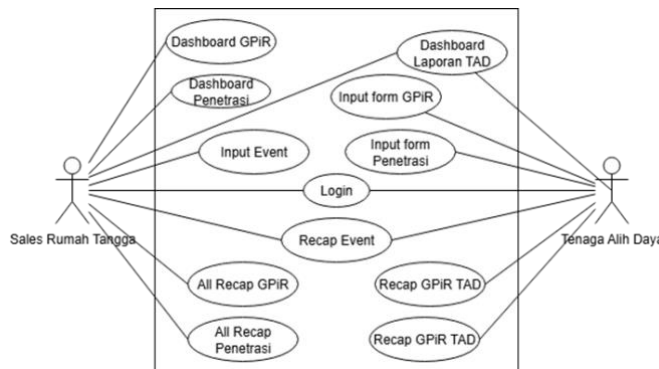 Dashboard GPiR
Dashboard
Laporan TAD
Dashboard
Penetrasi
Input form GPiR
Input Event
Input form
Penetrasi
Login
Sales Rumah Tangga
Recap Event
Tenaga Alih Daya
All Recap GPiR
Recap GPiR TAD
All Recap
Penetrasi
Recap GPiR TAD